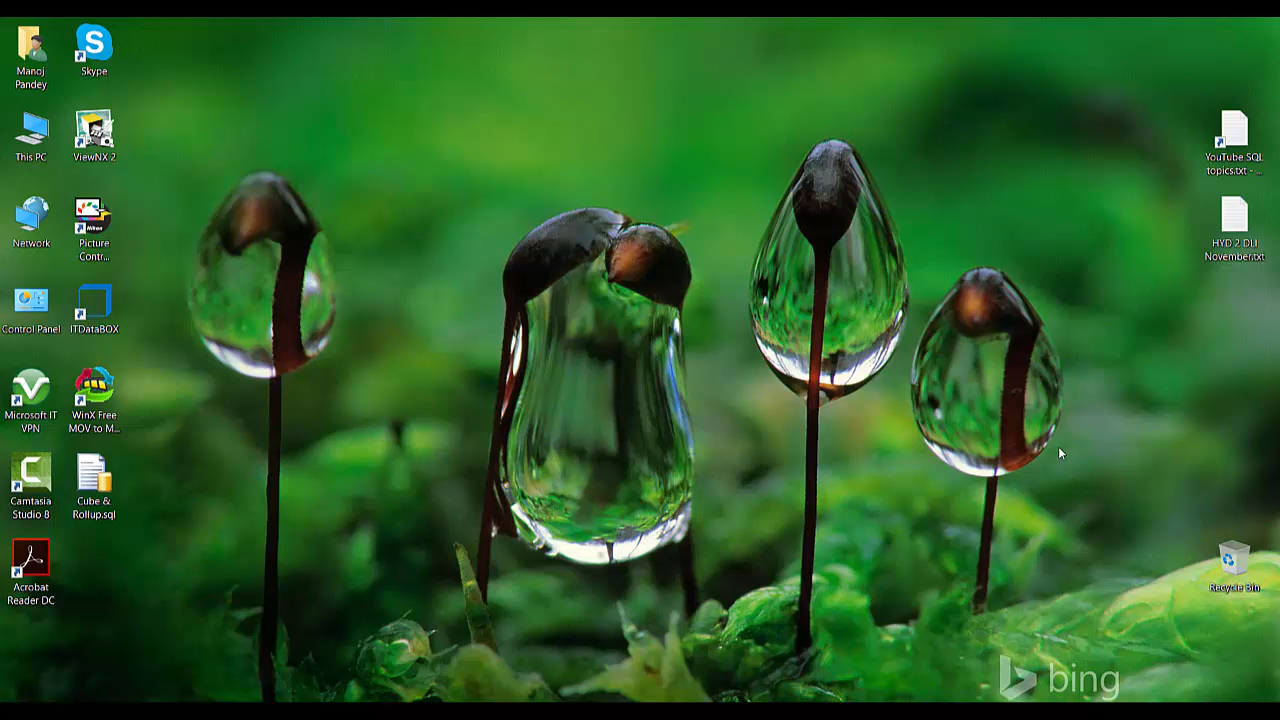 Manoj
Pandey
Skype
This PC
ViewNX 2
Network
Picture
Contr...
Control Panel
ITDataBOX
Microsoft IT
VPN
WinX Free
MOV to M...
Camtasia
Studio 8
Cube &
Rollup.sql
Acrobat
Reader DC
YouTube SQL
topics.txt - ...
HYD 2 DLI
November.txt
Recycle Bin
bing